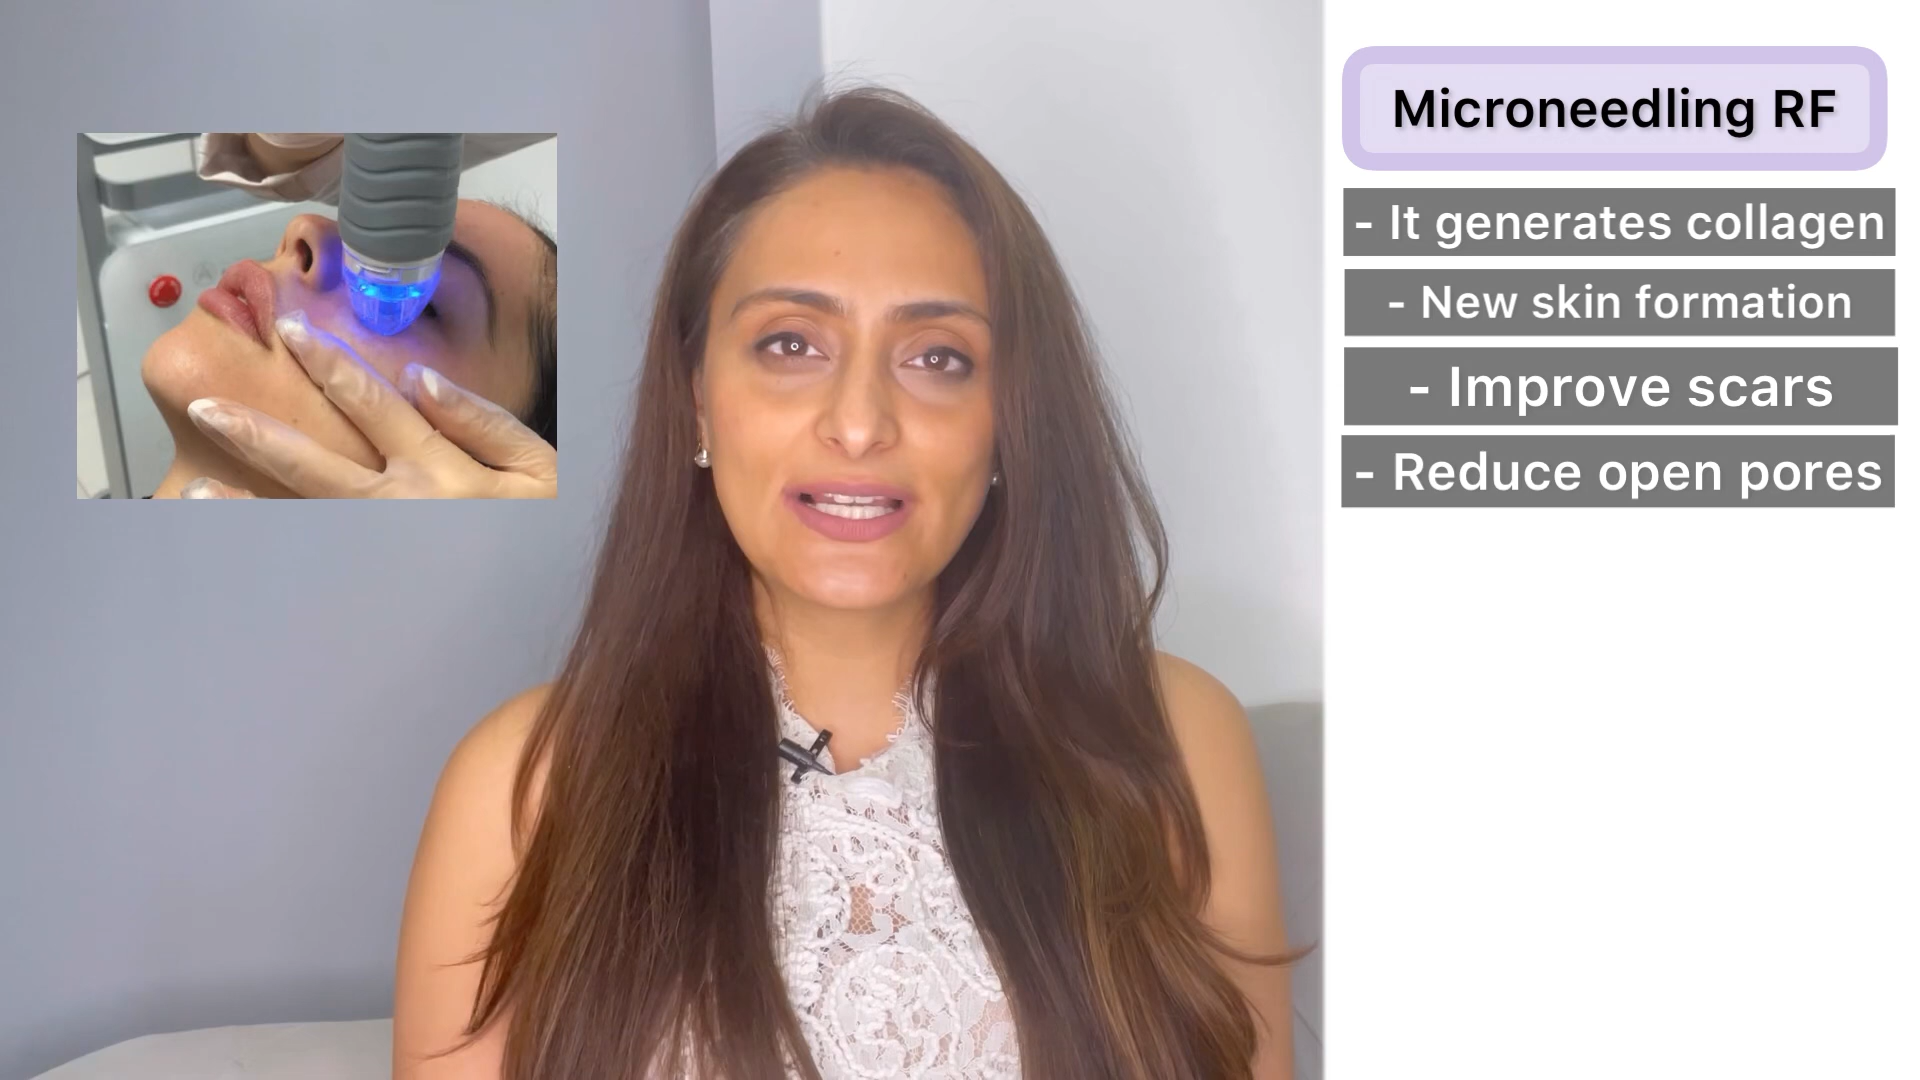 Microneedling RF
- It generates collagen
- New skin formation
- Improve scars
- Reduce open pores